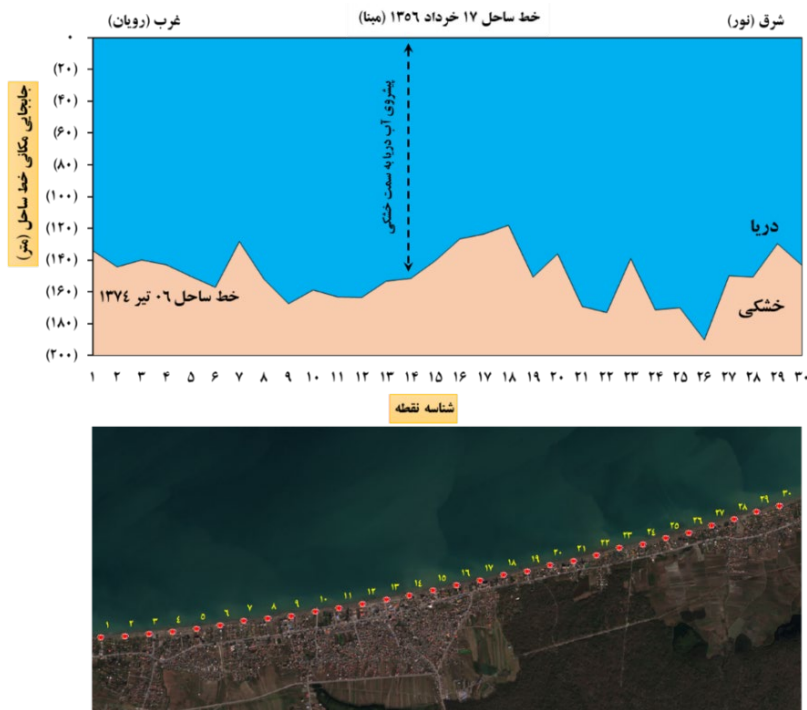 غرب (رویان)
خط ساحل ۱۷ خرداد ۱۳۵۶ (مبنا)
شرق (نور)
جابجایی مکانی خط ساحل (متر)
۰
(۲۰)
(۴۰)
(۶۰)
(۸۰)
(۱۰۰)
(۱۲۰)
(۱۴۰)
(۱۶۰)
(۱۸۰)
(۲۰۰)
پیشروی آب دریا به سمت خشکی
دریا
خط ساحل ۰۶ تیر ۱۳۷۴
خشکی
۱ ۲ ۳ ۴ ۵ ۶ ۷ ۸ ۹ ۱۰ ۱۱ ۱۲ ۱۳ ۱۴ ۱۵ ۱۶ ۱۷ ۱۸ ۱۹ ۲۰ ۲۱ ۲۲ ۲۳ ۲۴ ۲۵ ۲۶ ۲۷ ۲۸ ۲۹ ۳۰
شناسه نقطه
۱ ۲ ۳ ۴ ۵ ۶ ۷ ۸ ۹ ۱۰ ۱۱ ۱۲ ۱۳ ۱۴ ۱۵ ۱۶ ۱۷ ۱۸ ۱۹ ۲۰ ۲۱ ۲۲ ۲۳ ۲۴ ۲۵ ۲۶ ۲۷ ۲۸ ۲۹ ۳۰